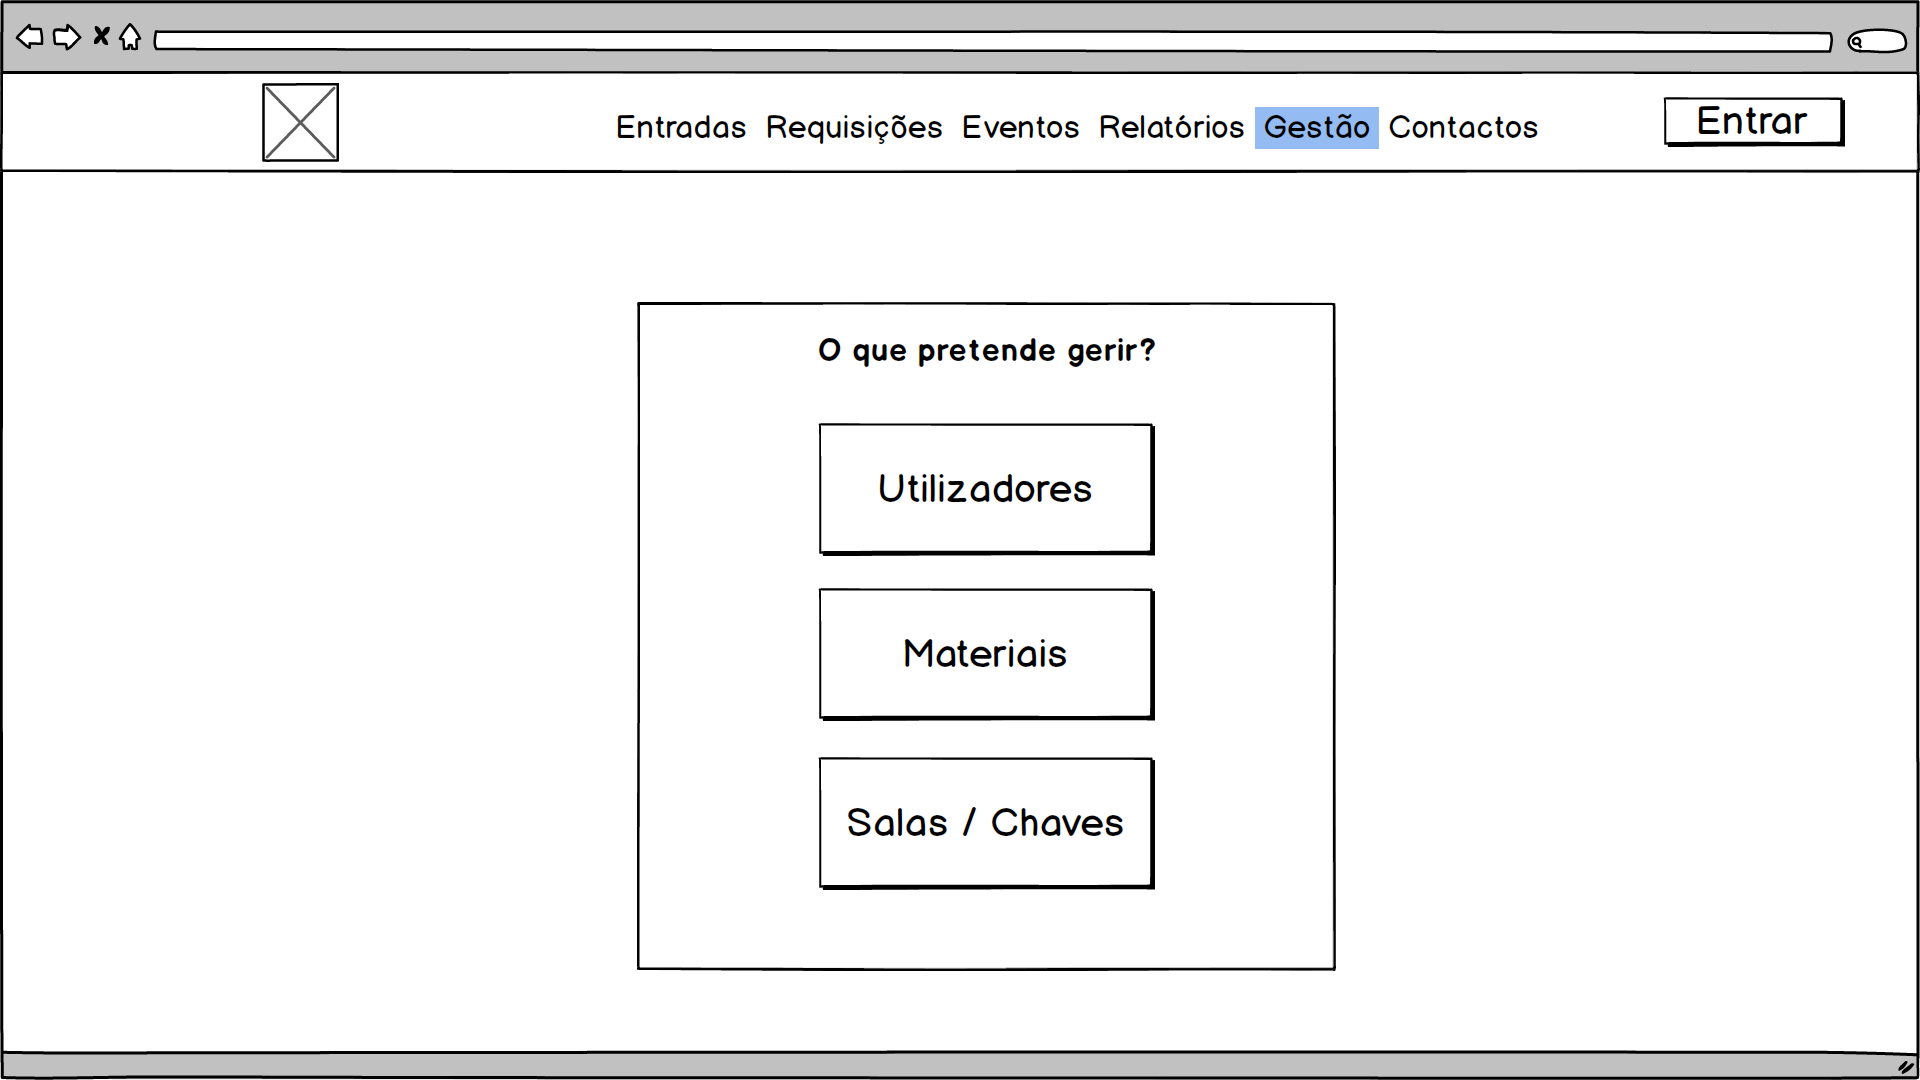 Entradas Requisições Eventos Relatórios Gestão Contactos Entrar
O que pretende gerir?
Utilizadores
Materiais
Salas / Chaves